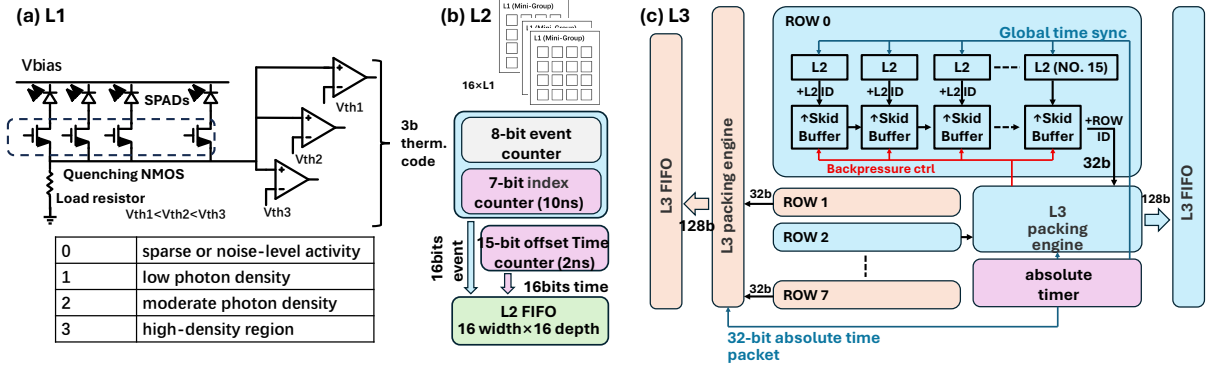 (a) L1
Vbias
SPADs
Quenching NMOS
Load resistor
Vth1<Vth2<Vth3
Vth1
Vth2
Vth3
3b
therm.
code
0 sparse or noise-level activity
1 low photon density
2 moderate photon density
3 high-density region
(b) L2
L1 (Mini-Group)
L1 (Mini-Group)
16×L1
8-bit event
counter
7-bit index
counter (10ns)
16bits
event
15-bit offset Time
counter (2ns)
16bits time
L2 FIFO
16 width×16 depth
(c) L3
L3 FIFO
128b
L3 packing engine
ROW 0
Global time sync
L2
L2
L2
L2 (NO. 15)
+L2 ID
+L2 ID
+L2 ID
↑Skid
Buffer
↑Skid
Buffer
↑Skid
Buffer
↑Skid
Buffer
+ROW
ID
32b
Backpressure ctrl
32b
ROW 1
ROW 2
32b
ROW 7
L3
packing
engine
128b
L3 FIFO
absolute
timer
32-bit absolute time
packet